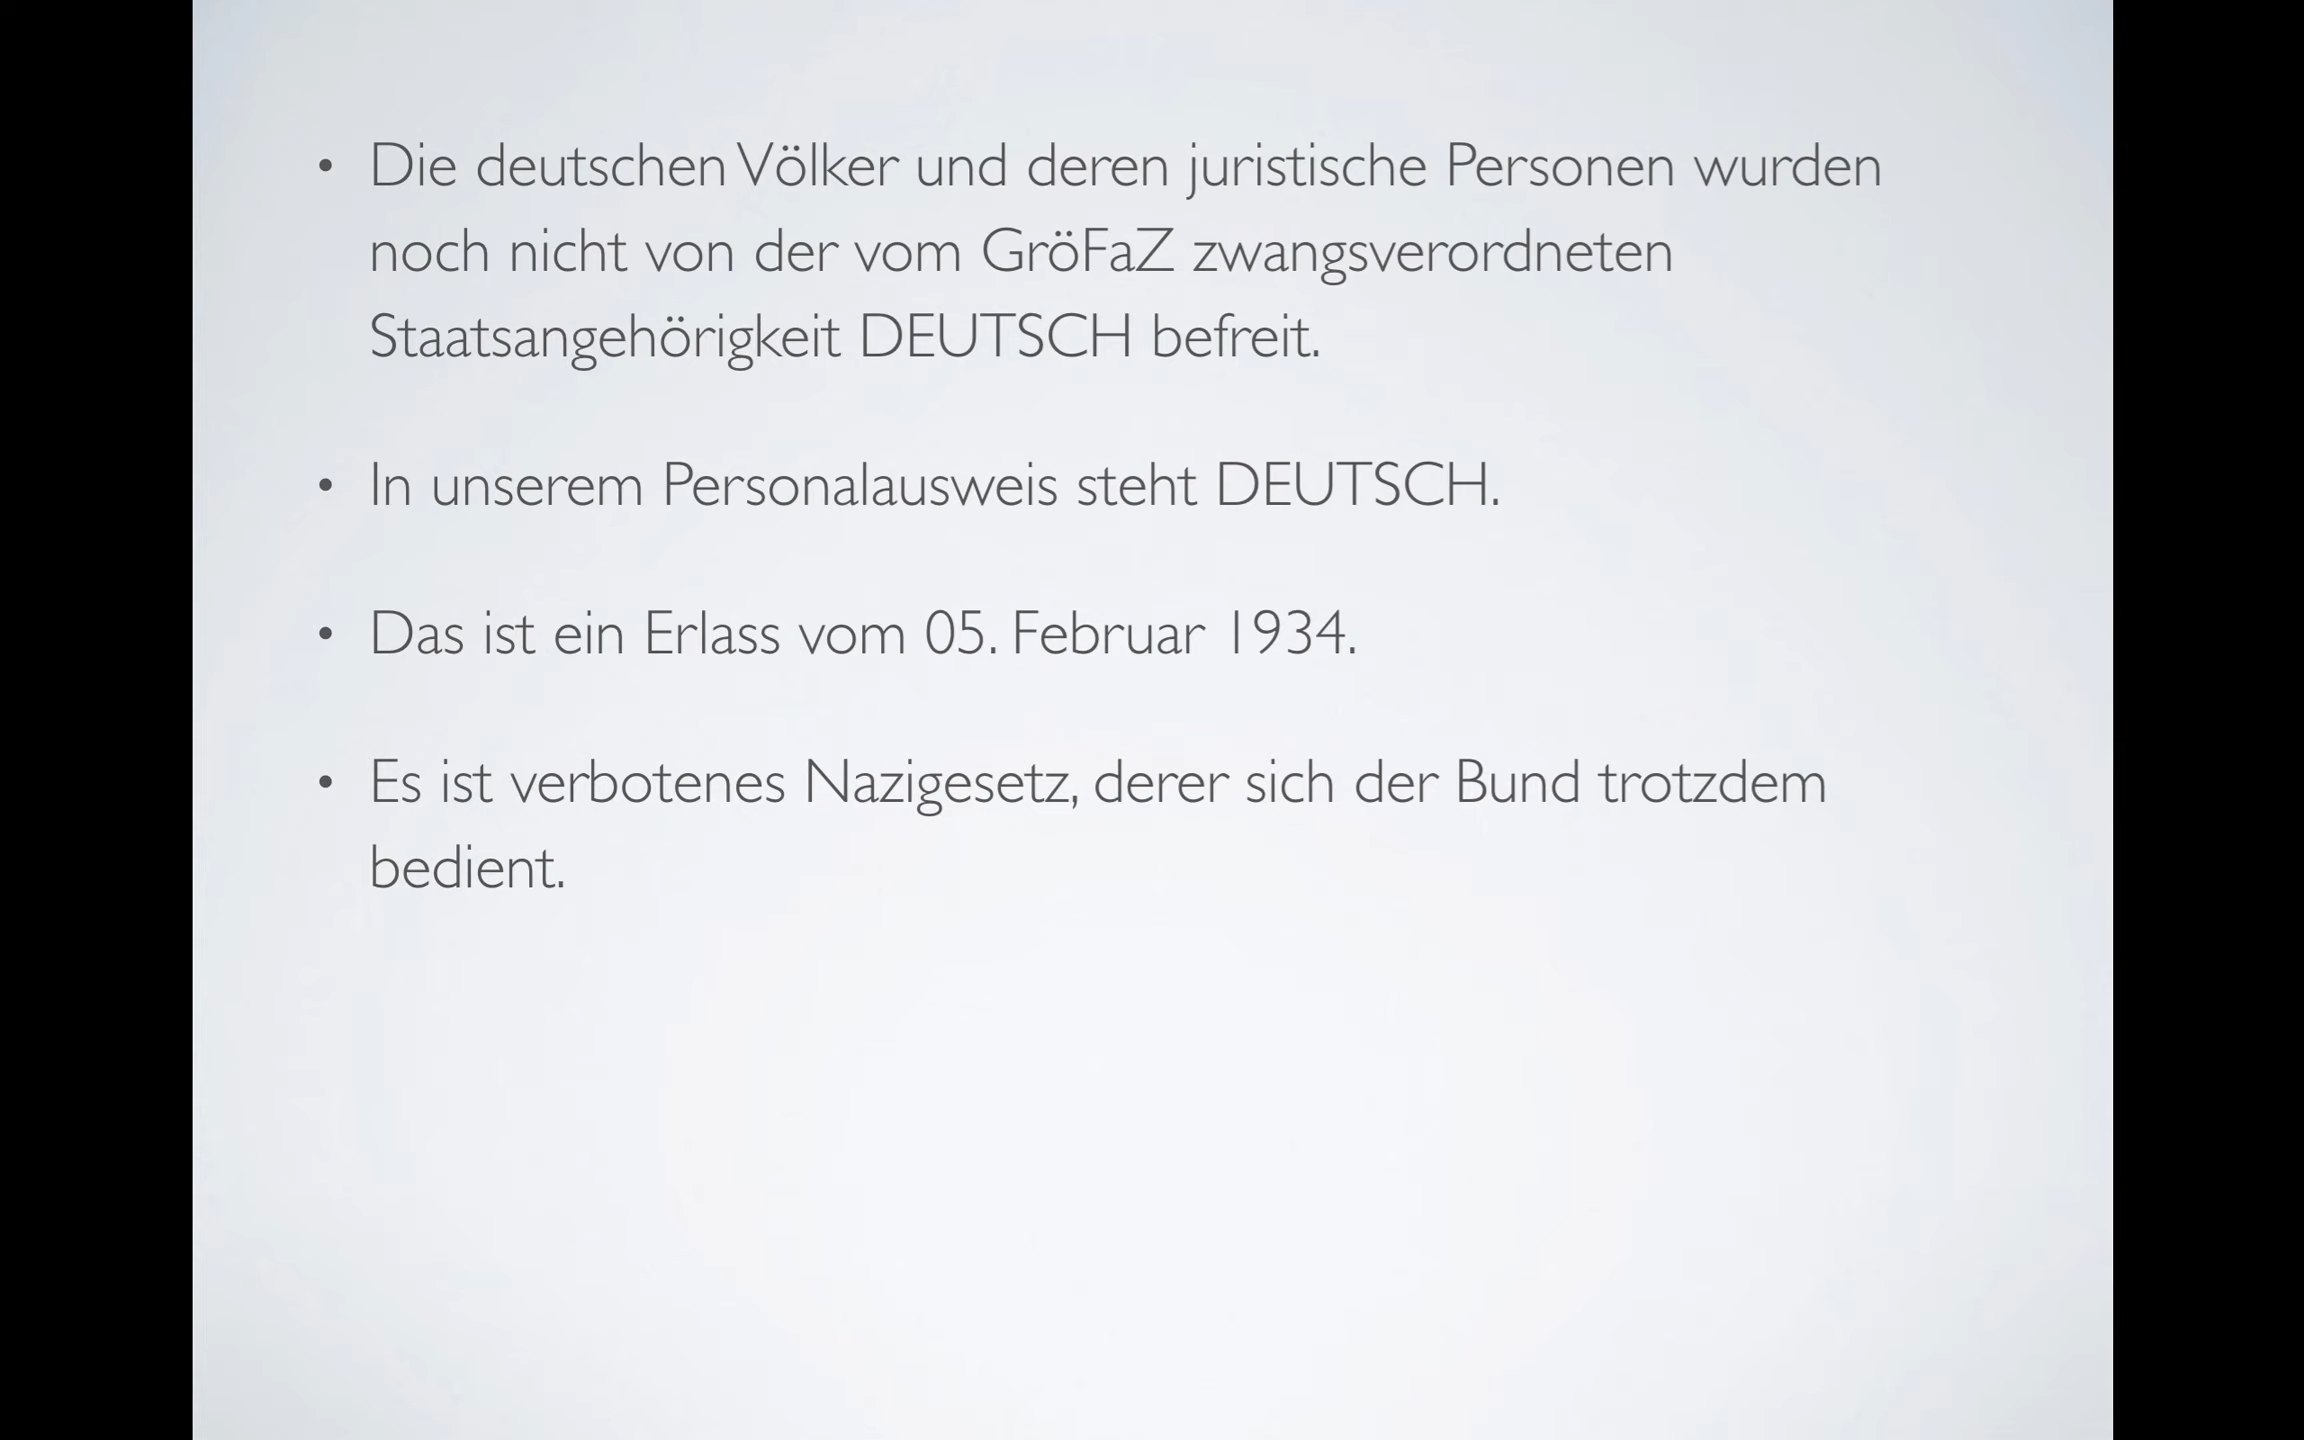 • Die deutschen Völker und deren juristische Personen wurden
noch nicht von der vom GröFaZ zwangsverordneten
Staatsangehörigkeit DEUTSCH befreit.
• In unserem Personalausweis steht DEUTSCH.
• Das ist ein Erlass vom 05. Februar 1934.
• Es ist verbotenes Nazigesetz, derer sich der Bund trotzdem
bedient.